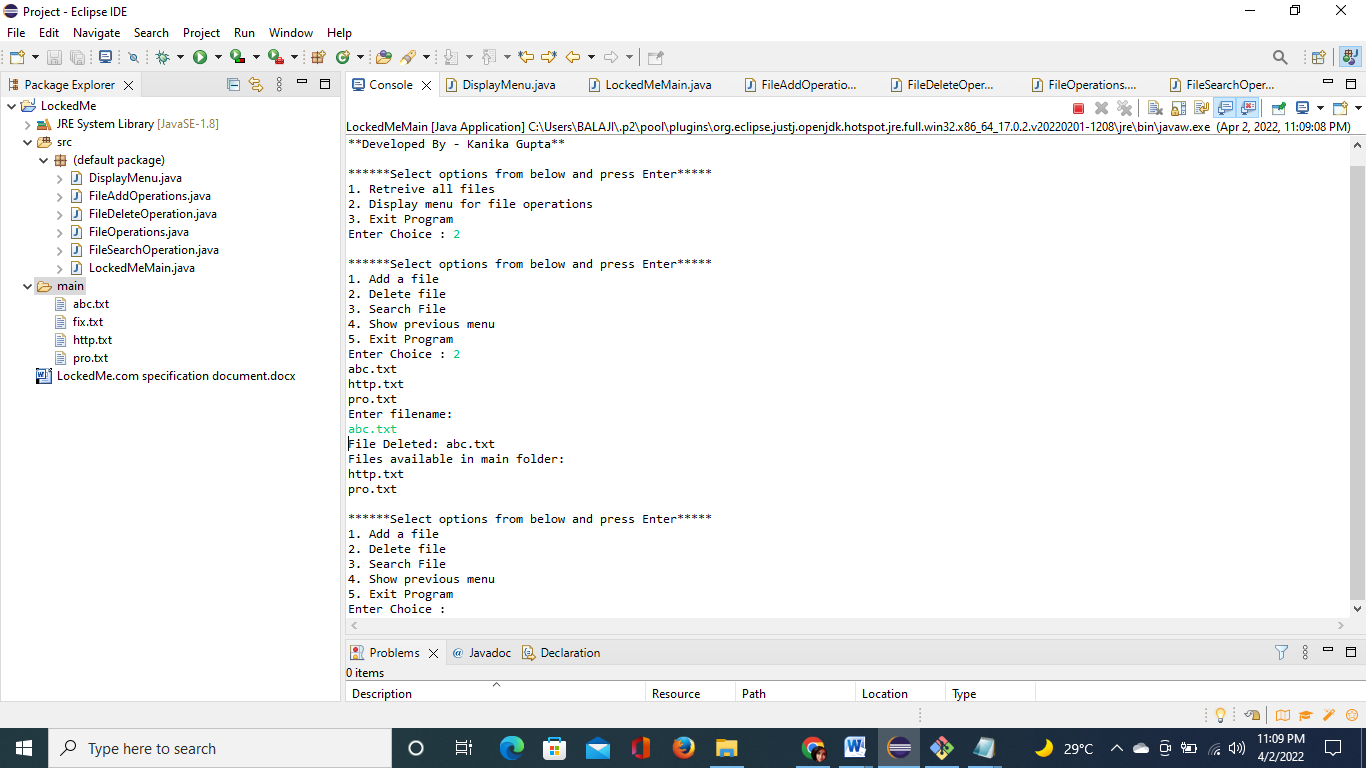 Project - Eclipse IDE
File Edit Navigate Search Project Run Window Help
Package Explorer
LockedMe
JRE System Library [JavaSE-1.8]
src
(default package)
DisplayMenu.java
FileAddOperations.java
FileDeleteOperation.java
FileOperations.java
FileSearchOperation.java
LockedMeMain.java
main
abc.txt
fix.txt
http.txt
pro.txt
LockedMe.com specification document.docx
Console DisplayMenu.java LockedMeMain.java FileAddOperatio... FileDeleteOper... FileOperations.... FileSearchOper...
LockedMeMain [Java Application] C:\Users\BALAJI\.p2\pool\plugins\org.eclipse.justj.openjdk.hotspot.jre.full.win32.x86_64_17.0.2.v20220201-1208\jre\bin\javaw.exe (Apr 2, 2022, 11:09:08 PM)
**Developed By - Kanika Gupta**
******Select options from below and press Enter*****
1. Retreive all files
2. Display menu for file operations
3. Exit Program
Enter Choice : 2
******Select options from below and press Enter*****
1. Add a file
2. Delete file
3. Search File
4. Show previous menu
5. Exit Program
Enter Choice : 2
abc.txt
http.txt
pro.txt
Enter filename:
abc.txt
File Deleted: abc.txt
Files available in main folder:
http.txt
pro.txt
******Select options from below and press Enter*****
1. Add a file
2. Delete file
3. Search File
4. Show previous menu
5. Exit Program
Enter Choice :
Problems @ Javadoc Declaration
0 items
Description Resource Path Location Type
Type here to search
29°C
11:09 PM
4/2/2022